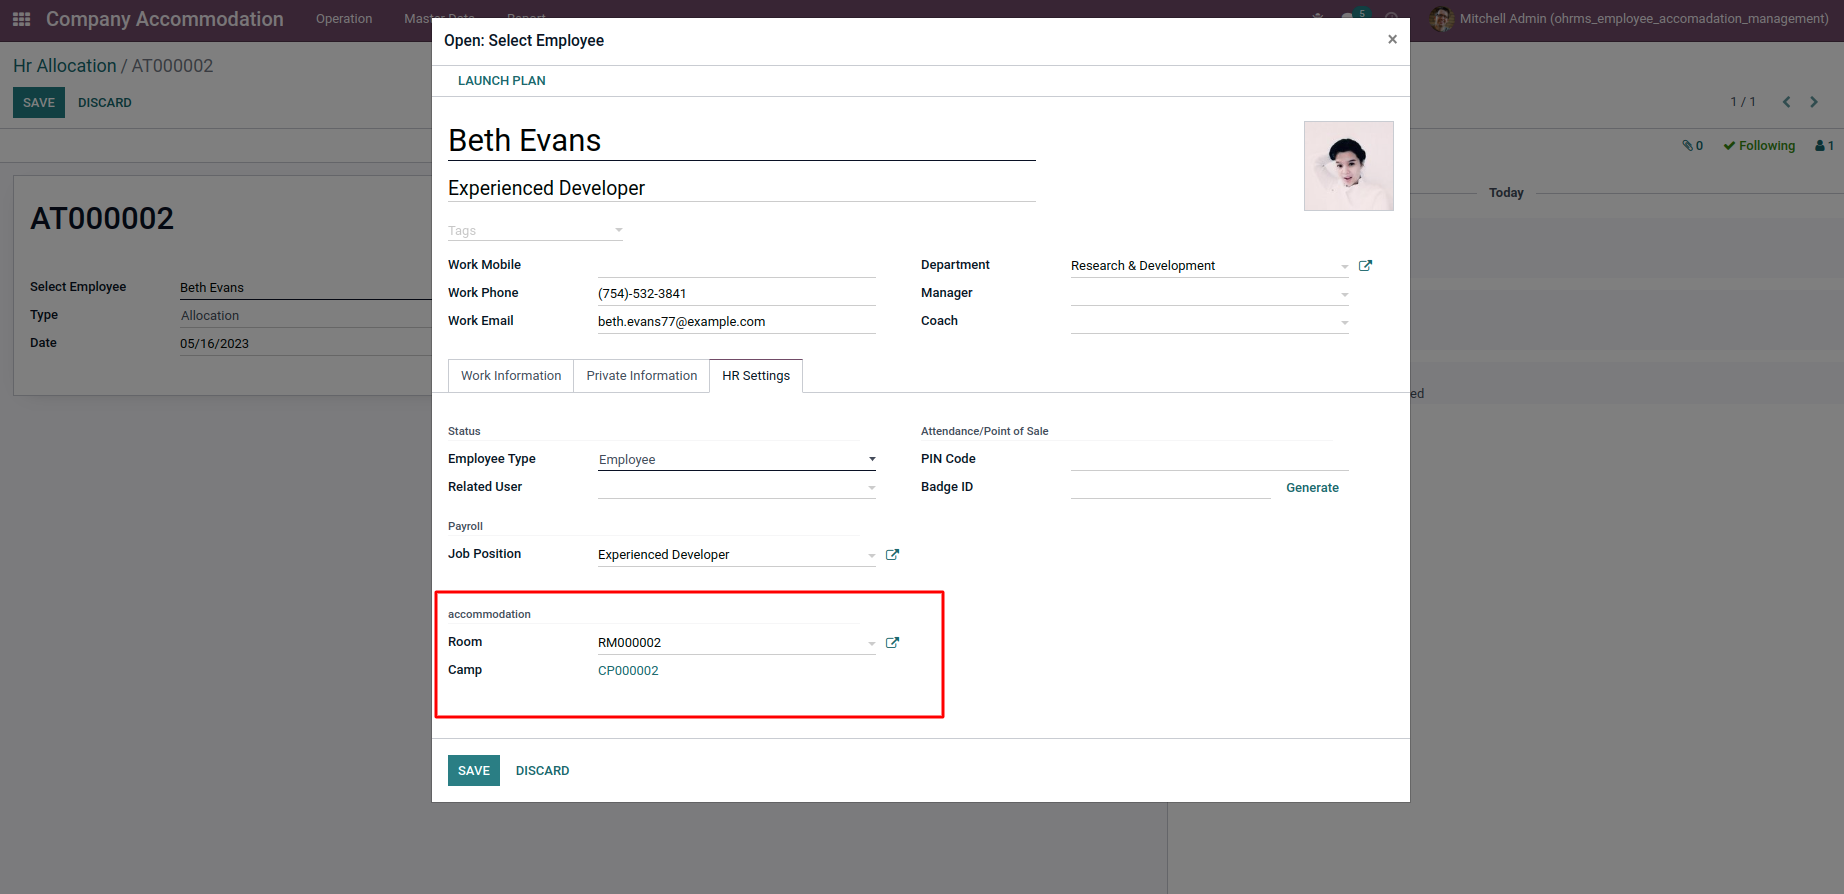 Company Accommodation Operation Master Data Report 5 Mitchell Admin (ohrms_employee_accomadation_management)
Open: Select Employee ×
Hr Allocation / AT000002
LAUNCH PLAN
SAVE DISCARD
1 / 1
0 Following 1
Today
AT000002
Select Employee Beth Evans
Type Allocation
Date 05/16/2023
ed
Beth Evans
Experienced Developer
Tags
Work Mobile
Work Phone (754)-532-3841
Work Email beth.evans77@example.com
Department Research & Development
Manager
Coach
Work Information Private Information HR Settings
Status
Employee Type Employee
Related User
Attendance/Point of Sale
PIN Code
Badge ID Generate
Payroll
Job Position Experienced Developer
accommodation
Room RM000002
Camp CP000002
SAVE DISCARD